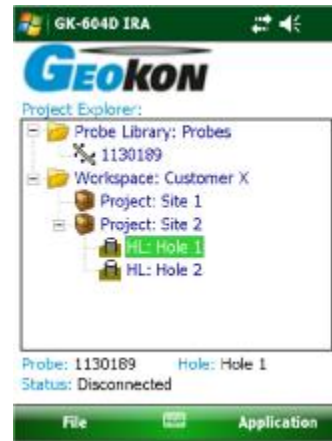 GK-604D IRA
GEOKON
Project Explorer:
Probe Library: Probes
1130189
Workspace: Customer X
Project: Site 1
Project: Site 2
HL: Hole 1
HL: Hole 2
Probe: 1130189 Hole: Hole 1
Status: Disconnected
File Application